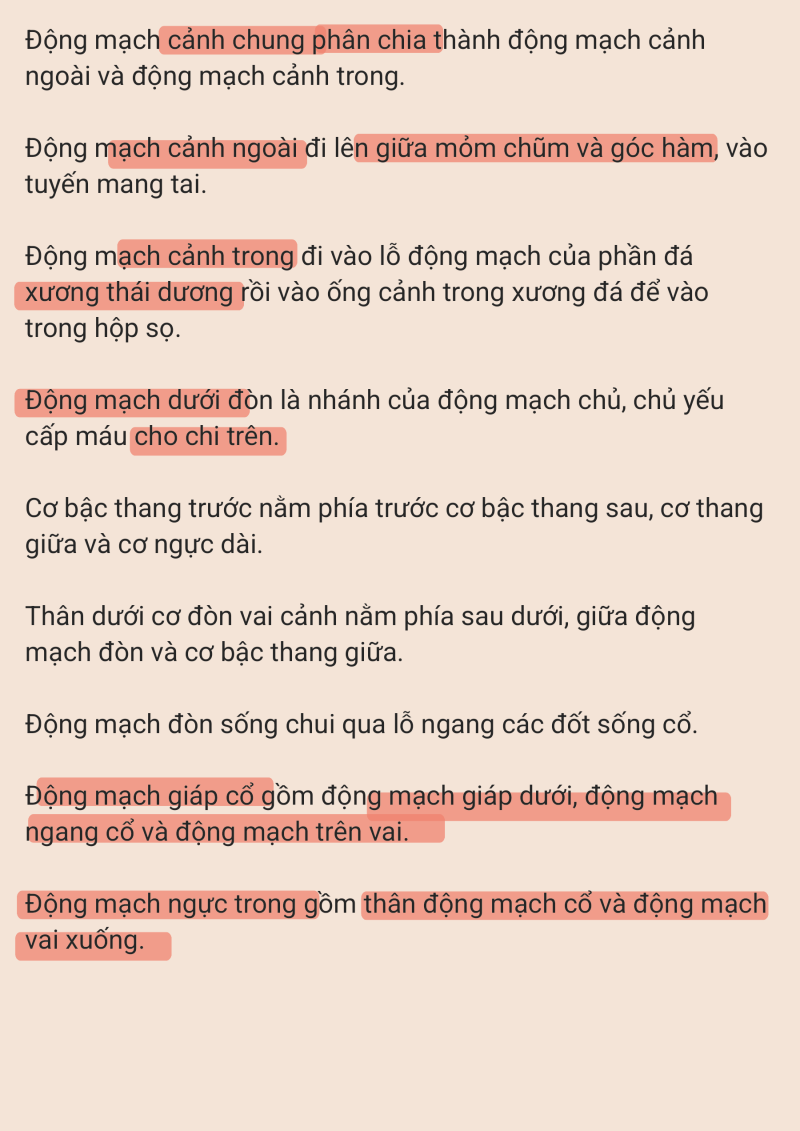 Động mạch cảnh chung phân chia thành động mạch cảnh
ngoài và động mạch cảnh trong.
Động mạch cảnh ngoài đi lên giữa mỏm chũm và góc hàm, vào
tuyến mang tai.
Động mạch cảnh trong đi vào lỗ động mạch của phần đá
xương thái dương rồi vào ống cảnh trong xương đá để vào
trong hộp sọ.
Động mạch dưới đòn là nhánh của động mạch chủ, chủ yếu
cấp máu cho chi trên.
Cơ bậc thang trước nằm phía trước cơ bậc thang sau, cơ thang
giữa và cơ ngực dài.
Thân dưới cơ đòn vai cảnh nằm phía sau dưới, giữa động
mạch đòn và cơ bậc thang giữa.
Động mạch đòn sống chui qua lỗ ngang các đốt sống cổ.
Động mạch giáp cổ gồm động mạch giáp dưới, động mạch
ngang cổ và động mạch trên vai.
Động mạch ngực trong gồm thân động mạch cổ và động mạch
vai xuống.